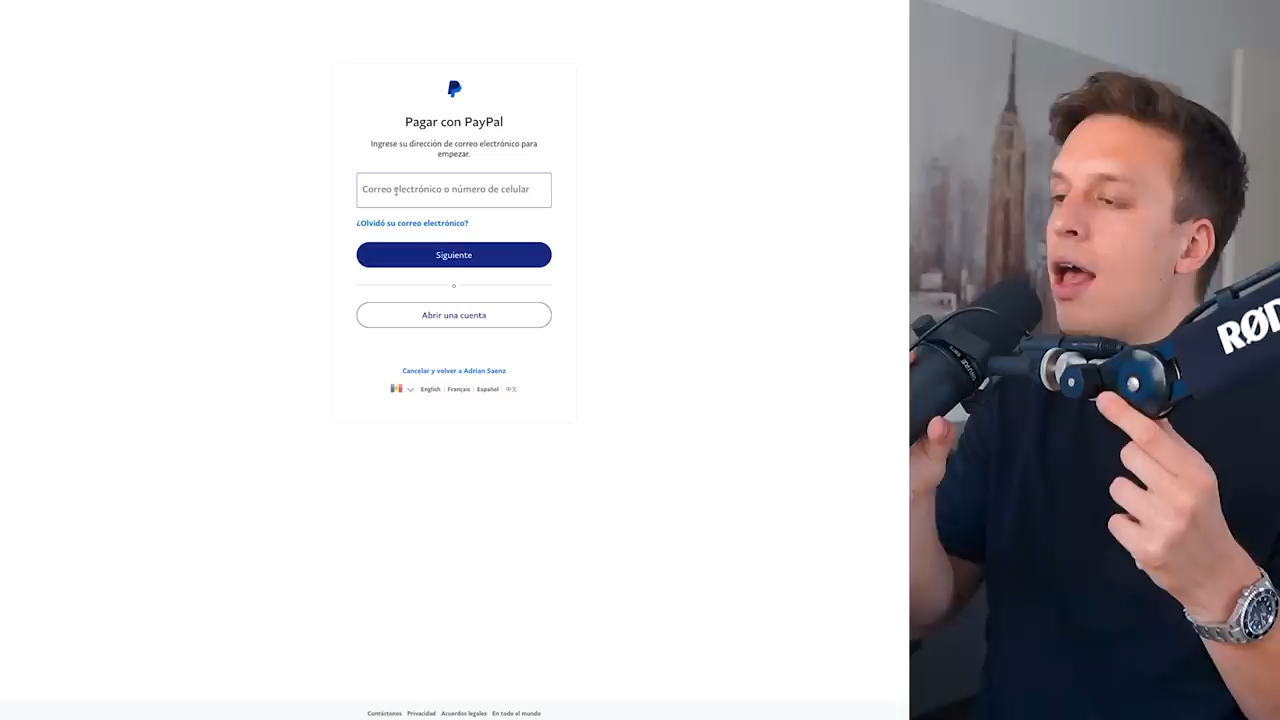 Pagar con PayPal
Ingrese su dirección de correo electrónico para
empezar.
Correo electrónico o número de celular
¿Olvidó su correo electrónico?
Siguiente
o
Abrir una cuenta
Cancelar y volver a Adrian Saenz
English Français Español 中文
Contáctenos Privacidad Acuerdos legales En todo el mundo
RØD